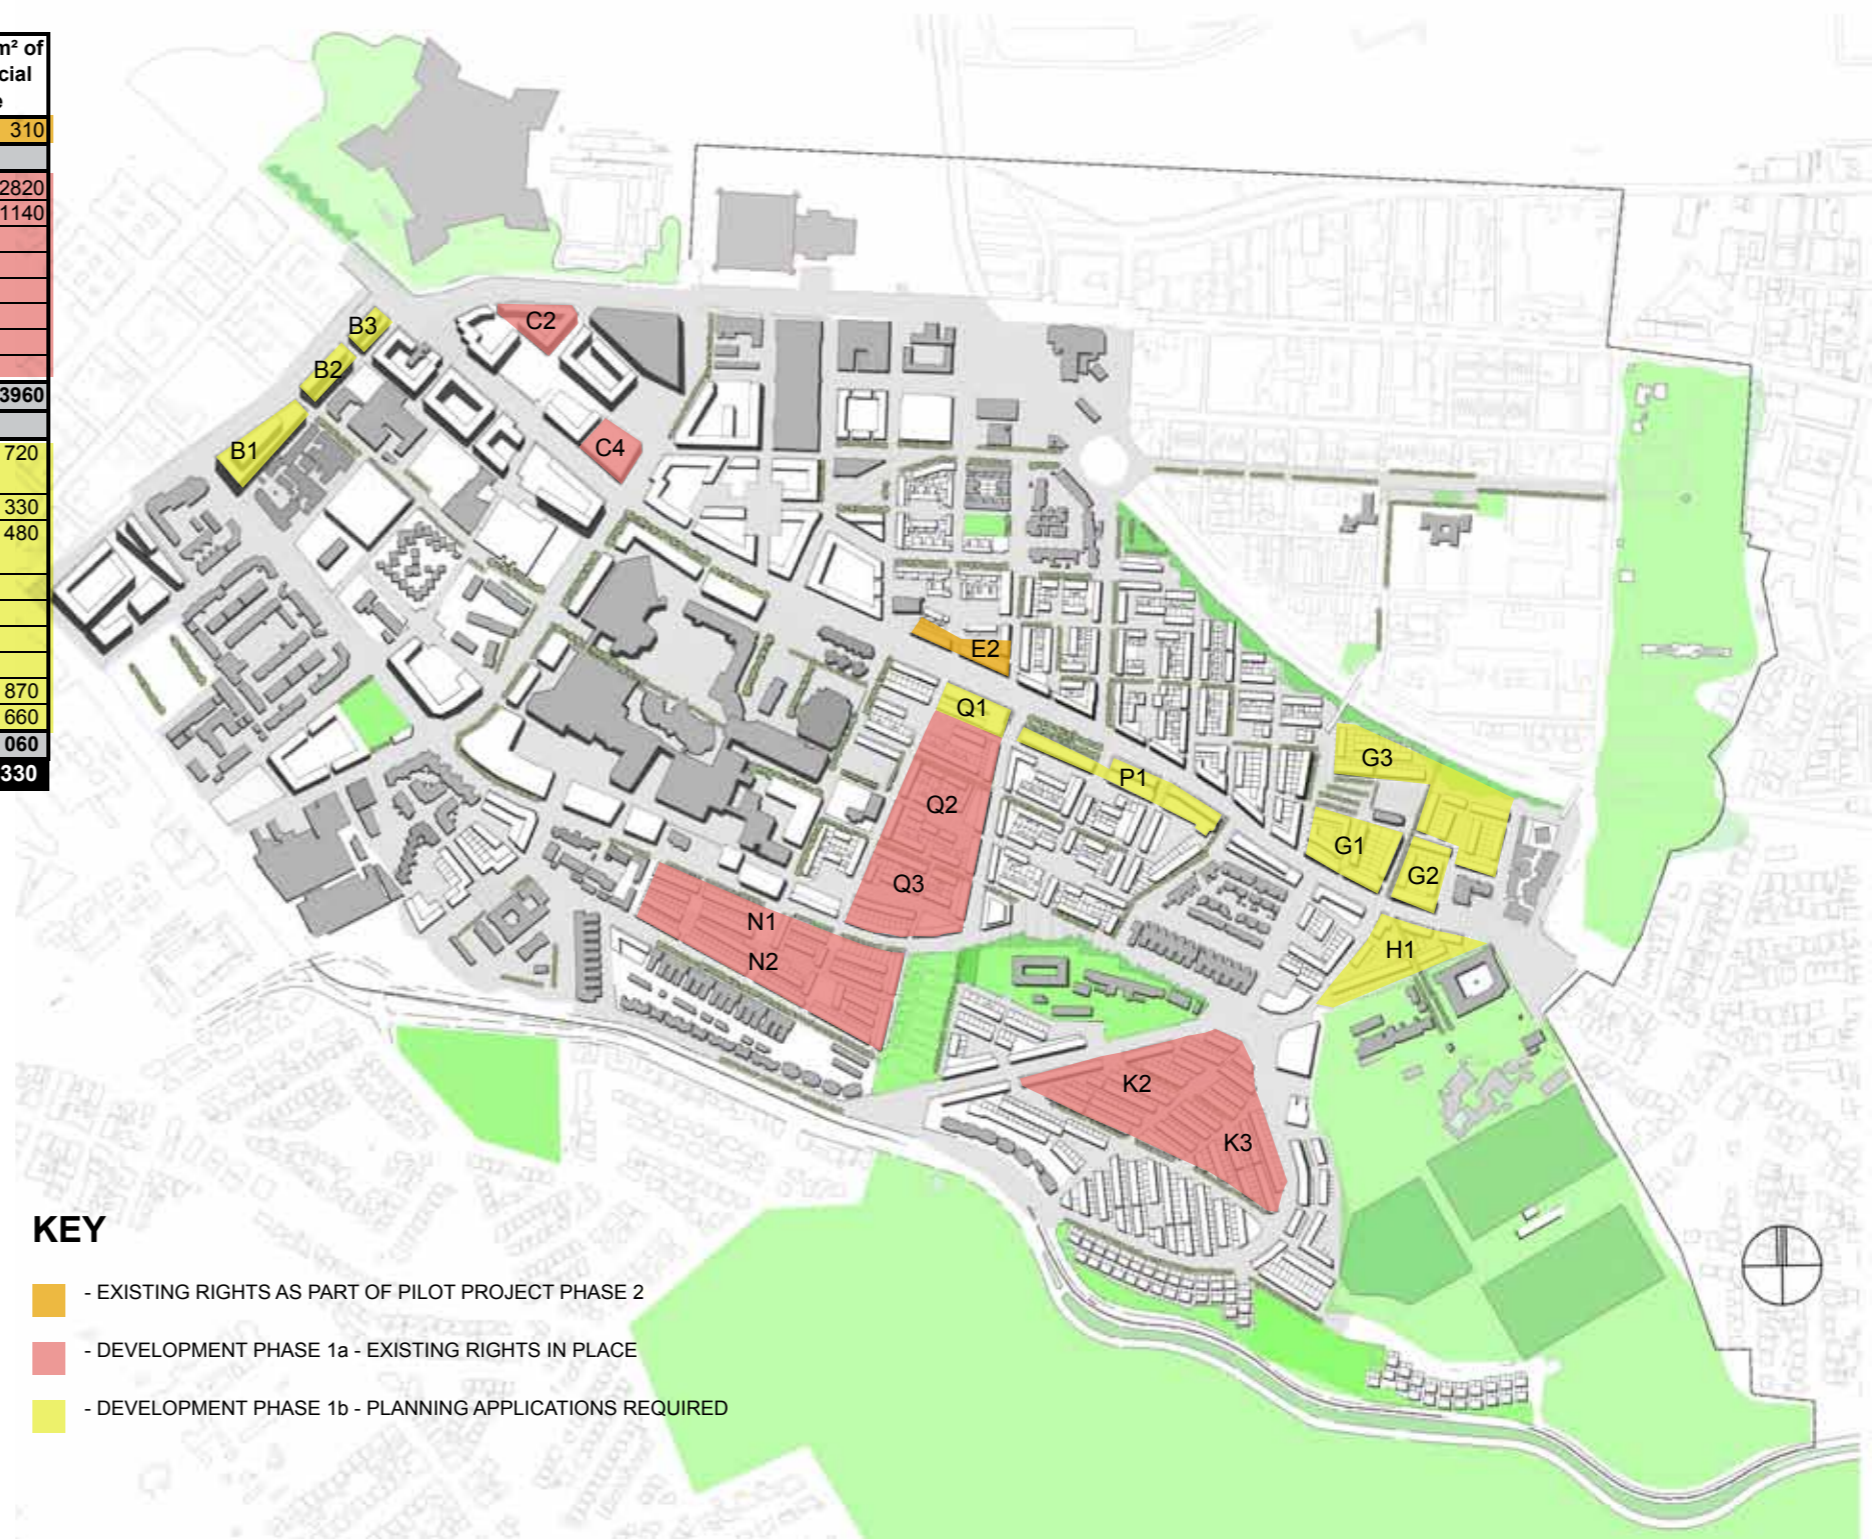 m² of
cial
e
310
2820
1140
3960
720
330
480
870
660
060
330
B3
C2
B2
B1
C4
E2
Q1
G3
P1
Q2
G1
G2
Q3
N1
H1
N2
K2
K3
KEY
- EXISTING RIGHTS AS PART OF PILOT PROJECT PHASE 2
- DEVELOPMENT PHASE 1a - EXISTING RIGHTS IN PLACE
- DEVELOPMENT PHASE 1b - PLANNING APPLICATIONS REQUIRED